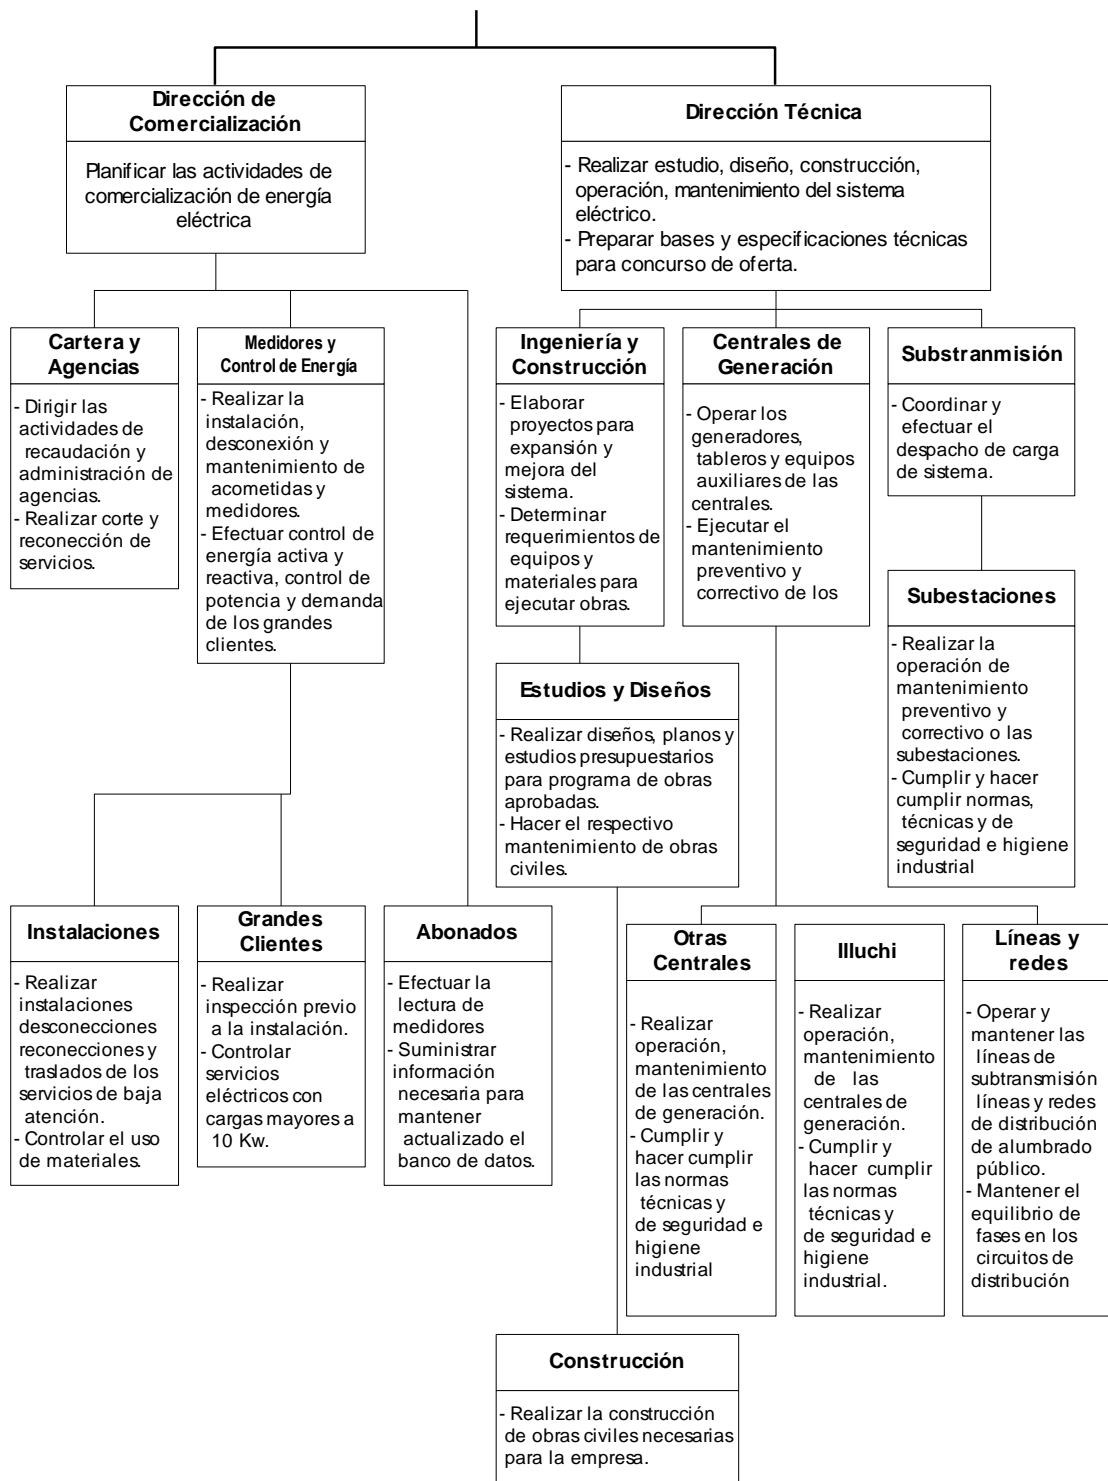 Dirección de
Comercialización
Planificar las actividades de
comercialización de energía
eléctrica
Dirección Técnica
- Realizar estudio, diseño, construcción,
operación, mantenimiento del sistema
eléctrico.
- Preparar bases y especificaciones técnicas
para concurso de oferta.
Cartera y
Agencias
- Dirigir las
actividades de
recaudación y
administración de
agencias.
- Realizar corte y
reconección de
servicios.
Medidores y
Control de Energía
- Realizar la
instalación,
desconexión y
mantenimiento de
acometidas y
medidores.
- Efectuar control de
energía activa y
reactiva, control de
potencia y demanda
de los grandes
clientes.
Ingeniería y
Construcción
- Elaborar
proyectos para
expansión y
mejora del
sistema.
- Determinar
requerimientos de
equipos y
materiales para
ejecutar obras.
Centrales de
Generación
- Operar los
generadores,
tableros y equipos
auxiliares de las
centrales.
- Ejecutar el
mantenimiento
preventivo y
correctivo de los
Substranmisión
- Coordinar y
efectuar el
despacho de carga
de sistema.
Subestaciones
- Realizar la
operación de
mantenimiento
preventivo y
correctivo o las
subestaciones.
- Cumplir y hacer
cumplir normas,
técnicas y de
seguridad e higiene
industrial
Estudios y Diseños
- Realizar diseños, planos y
estudios presupuestarios
para programa de obras
aprobadas.
- Hacer el respectivo
mantenimiento de obras
civiles.
Instalaciones
- Realizar
instalaciones
desconecciones
reconecciones y
traslados de los
servicios de baja
atención.
- Controlar el uso
de materiales.
Grandes
Clientes
- Realizar
inspección previo
a la instalación.
- Controlar
servicios
eléctricos con
cargas mayores a
10 Kw.
Abonados
- Efectuar la
lectura de
medidores
- Suministrar
información
necesaria para
mantener
actualizado el
banco de datos.
Otras
Centrales
- Realizar
operación,
mantenimiento
de las centrales
de generación.
- Cumplir y
hacer cumplir
las normas
técnicas y
de seguridad e
higiene
industrial
Illuchi
- Realizar
operación,
mantenimiento
de las
centrales de
generación.
- Cumplir y
hacer cumplir
las normas
técnicas y
de seguridad e
higiene
industrial.
Líneas y
redes
- Operar y
mantener las
líneas de
subtransmisión
líneas y redes
de distribución
de alumbrado
público.
- Mantener el
equilibrio de
fases en los
circuitos de
distribución
Construcción
- Realizar la construcción
de obras civiles necesarias
para la empresa.